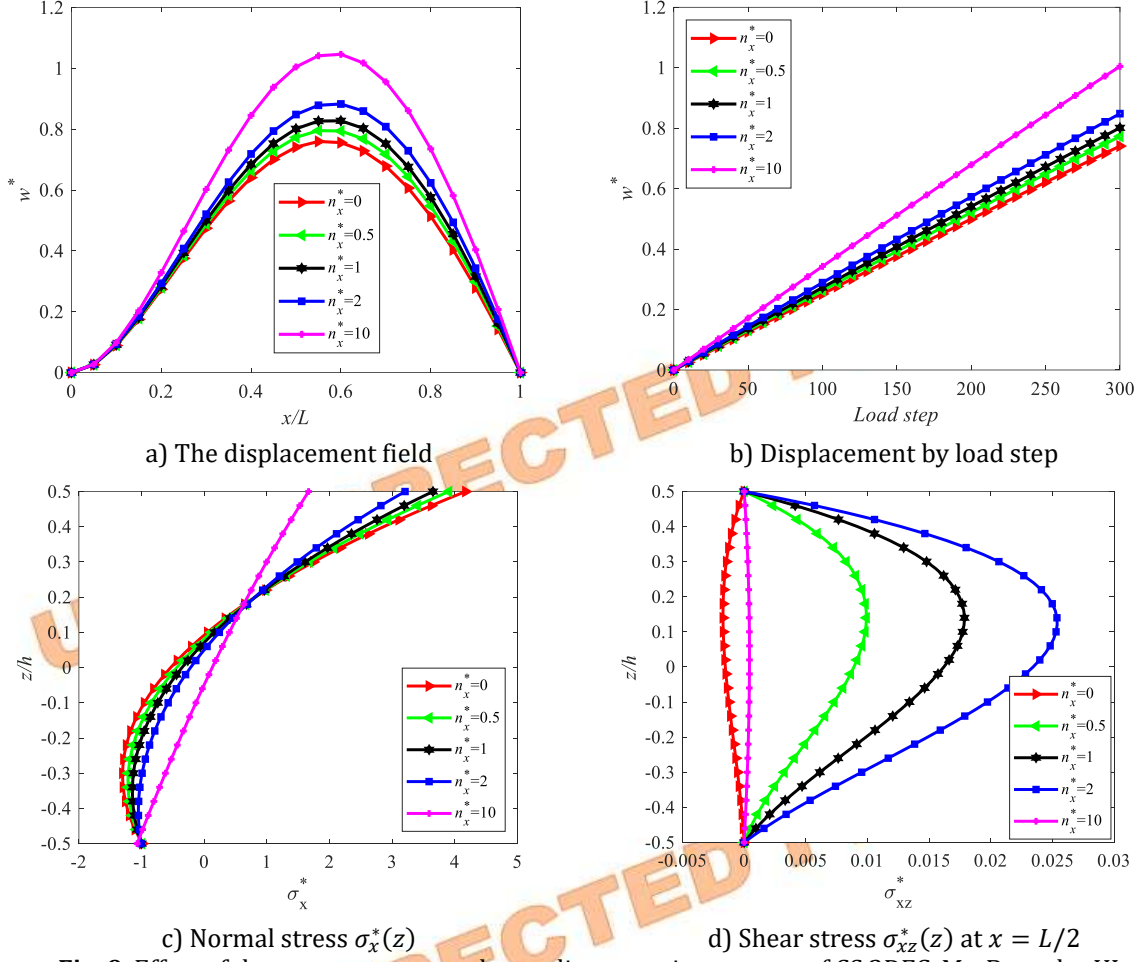 1.2
1
0.8
0.6
0.4
0.2
0
w*
n*x=0
n*x=0.5
n*x=1
n*x=2
n*x=10
0 0.2 0.4 0.6 0.8 1
x/L
a) The displacement field
1.2
1
0.8
0.6
0.4
0.2
0
w*
n*x=0
n*x=0.5
n*x=1
n*x=2
n*x=10
0 50 100 150 200 250 300
Load step
b) Displacement by load step
0.5
0.4
0.3
0.2
0.1
0
-0.1
-0.2
-0.3
-0.4
-0.5
z/h
n*x=0
n*x=0.5
n*x=1
n*x=2
n*x=10
-2 -1 0 1 2 3 4 5
σ*x
c) Normal stress σ*x(z)
0.5
0.4
0.3
0.2
0.1
0
-0.1
-0.2
-0.3
-0.4
-0.5
z/h
n*x=0
n*x=0.5
n*x=1
n*x=2
n*x=10
-0.005 0 0.005 0.01 0.015 0.02 0.025 0.03
σ*xz
d) Shear stress σ*xz(z) at x = L/2